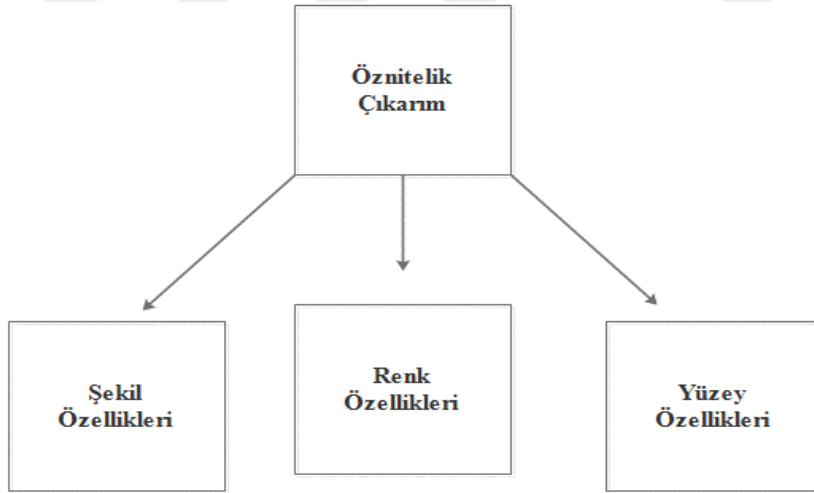 Öznitelik
Çıkarım
Şekil
Özellikleri
Renk
Özellikleri
Yüzey
Özellikleri